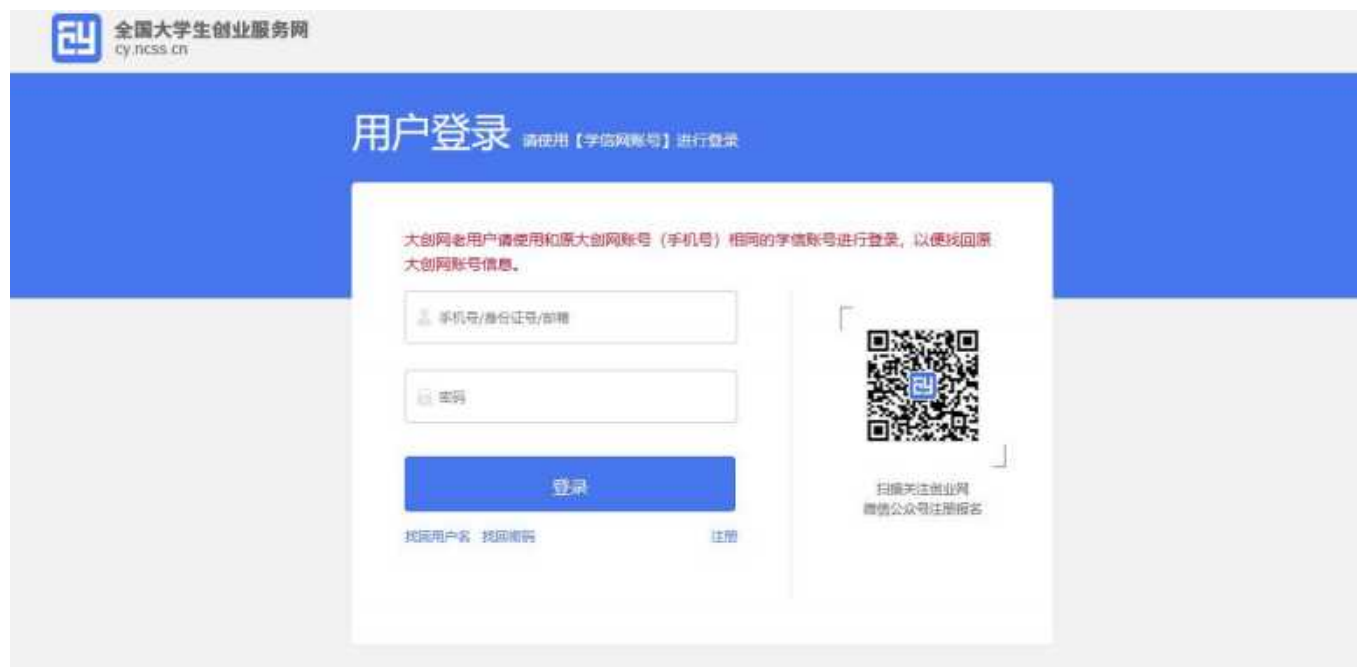 全国大学生创业服务网
cy.ncss.cn
用户登录 请使用【学信网账号】进行登录
大创网老用户请使用和原大创网账号（手机号）相同的学信账号进行登录，以便找回原
大创网账号信息。
手机号/身份证号/邮箱
密码
登录
找回用户名 找回密码 注册
扫描关注创业网
微信公众号注册报名